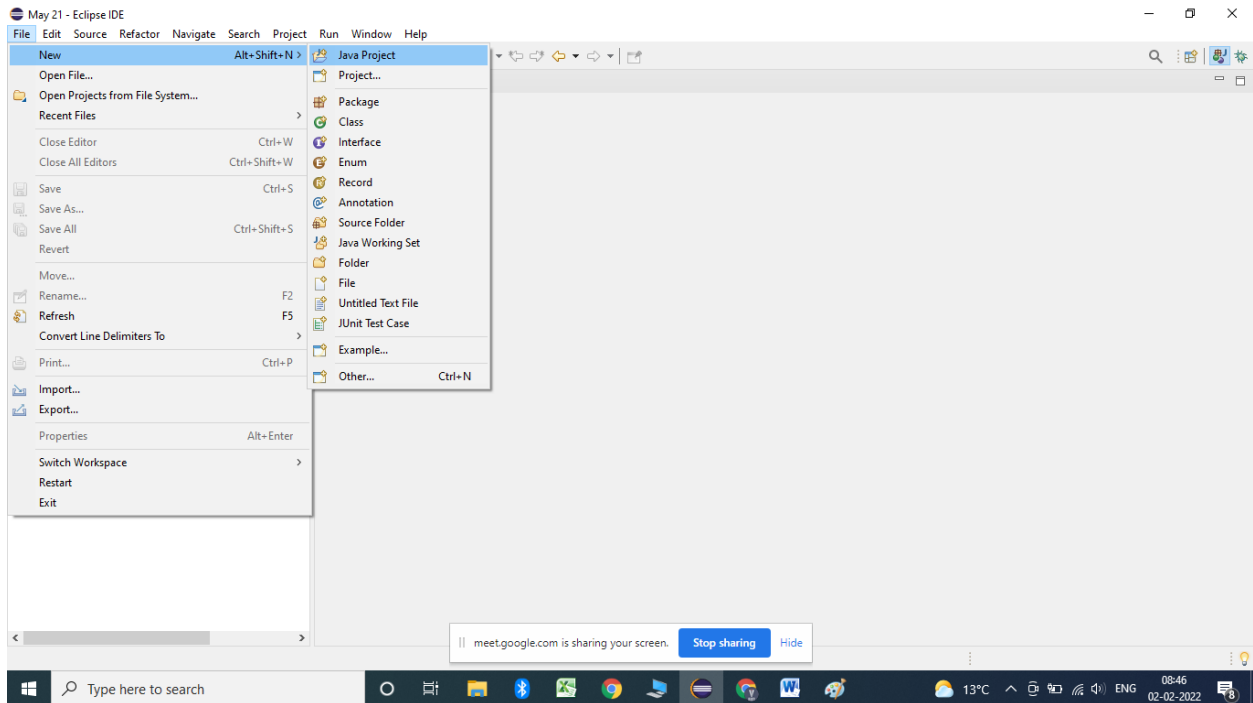 May 21 - Eclipse IDE
File Edit Source Refactor Navigate Search Project Run Window Help
New Alt+Shift+N >
Open File...
Open Projects from File System...
Recent Files >
Close Editor Ctrl+W
Close All Editors Ctrl+Shift+W
Save Ctrl+S
Save As...
Save All Ctrl+Shift+S
Revert
Move...
Rename... F2
Refresh F5
Convert Line Delimiters To >
Print... Ctrl+P
Import...
Export...
Properties Alt+Enter
Switch Workspace >
Restart
Exit
Java Project
Project...
Package
Class
Interface
Enum
Record
Annotation
Source Folder
Java Working Set
Folder
File
Untitled Text File
JUnit Test Case
Example...
Other... Ctrl+N
meet.google.com is sharing your screen. Stop sharing Hide
Type here to search
13°C ENG
08:46
02-02-2022
8